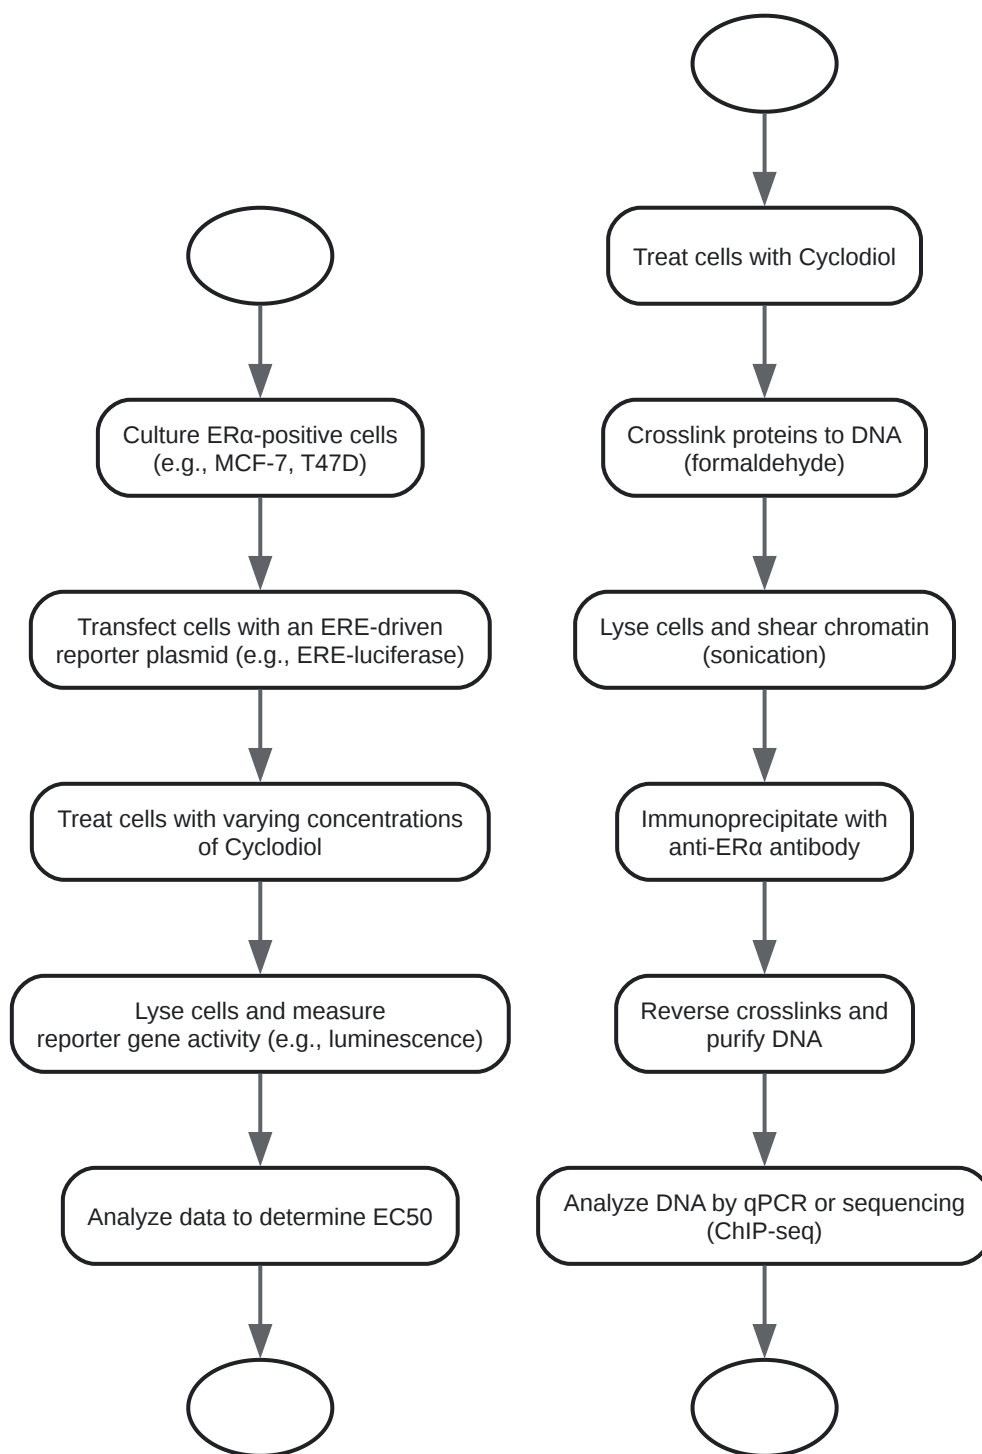 Culture ERα-positive cells
(e.g., MCF-7, T47D)
Transfect cells with an ERE-driven
reporter plasmid (e.g., ERE-luciferase)
Treat cells with varying concentrations
of Cyclodiol
Lyse cells and measure
reporter gene activity (e.g., luminescence)
Analyze data to determine EC50
Treat cells with Cyclodiol
Crosslink proteins to DNA
(formaldehyde)
Lyse cells and shear chromatin
(sonication)
Immunoprecipitate with
anti-ERα antibody
Reverse crosslinks and
purify DNA
Analyze DNA by qPCR or sequencing
(ChIP-seq)